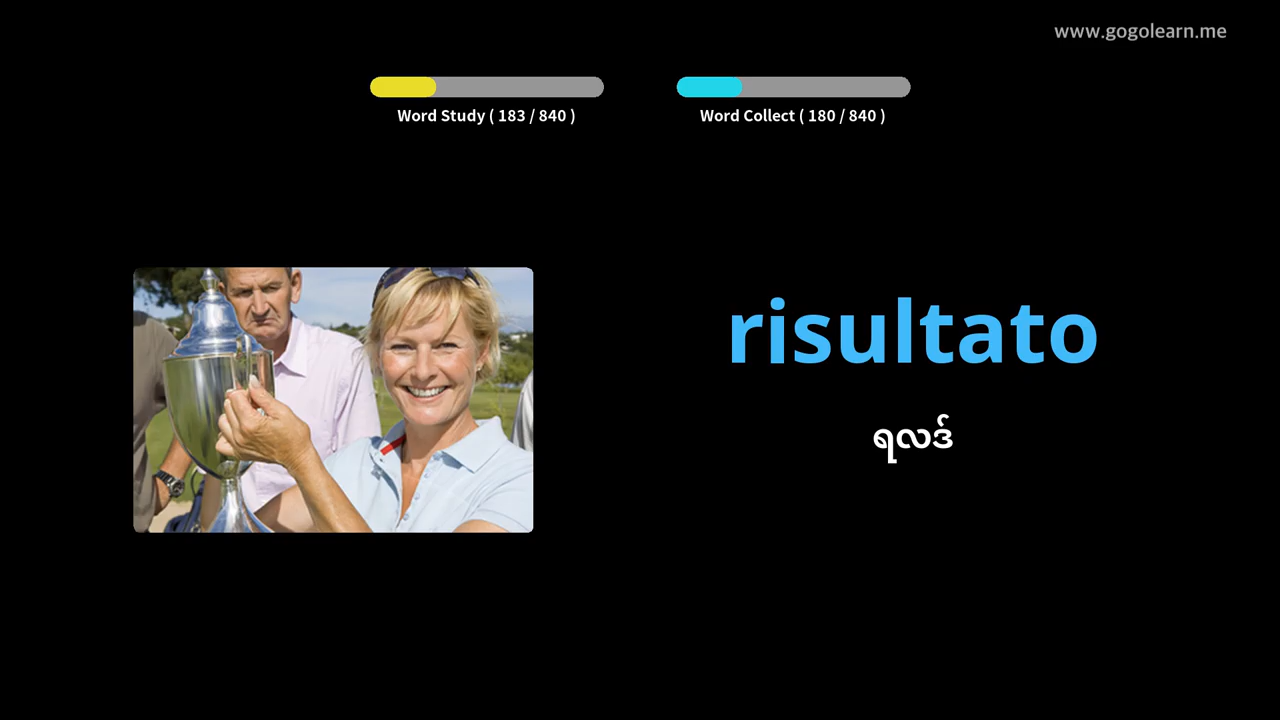 www.gogolearn.me
Word Study ( 183 / 840 )
Word Collect ( 180 / 840 )
risultato
ရလဒ်